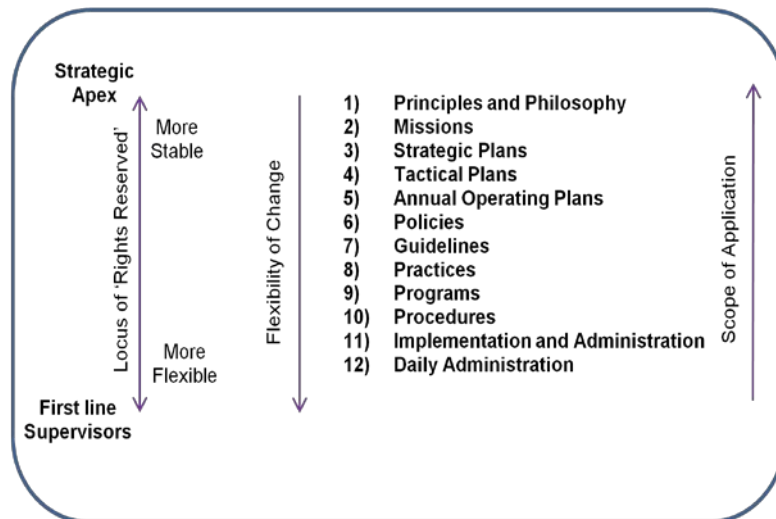 Strategic
Apex
More
Stable
Locus of ‘Rights Reserved’
More
Flexible
First line
Supervisors
Flexibility of Change
1) Principles and Philosophy
2) Missions
3) Strategic Plans
4) Tactical Plans
5) Annual Operating Plans
6) Policies
7) Guidelines
8) Practices
9) Programs
10) Procedures
11) Implementation and Administration
12) Daily Administration
Scope of Application